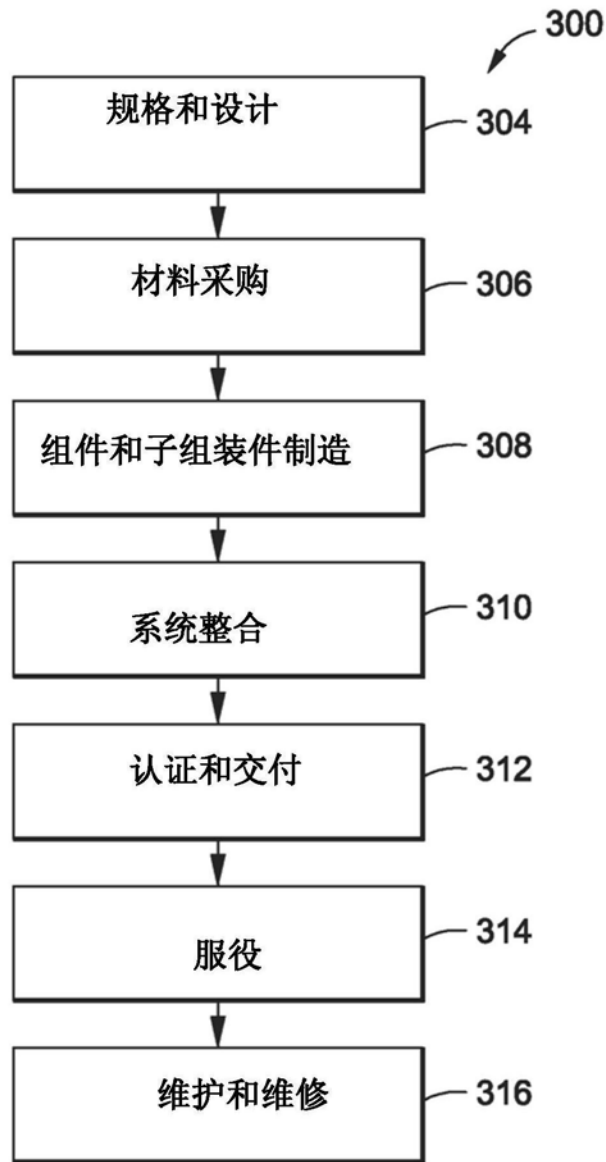 300
规格和设计
304
材料采购
306
组件和子组装件制造
308
系统整合
310
认证和交付
312
服役
314
维护和维修
316